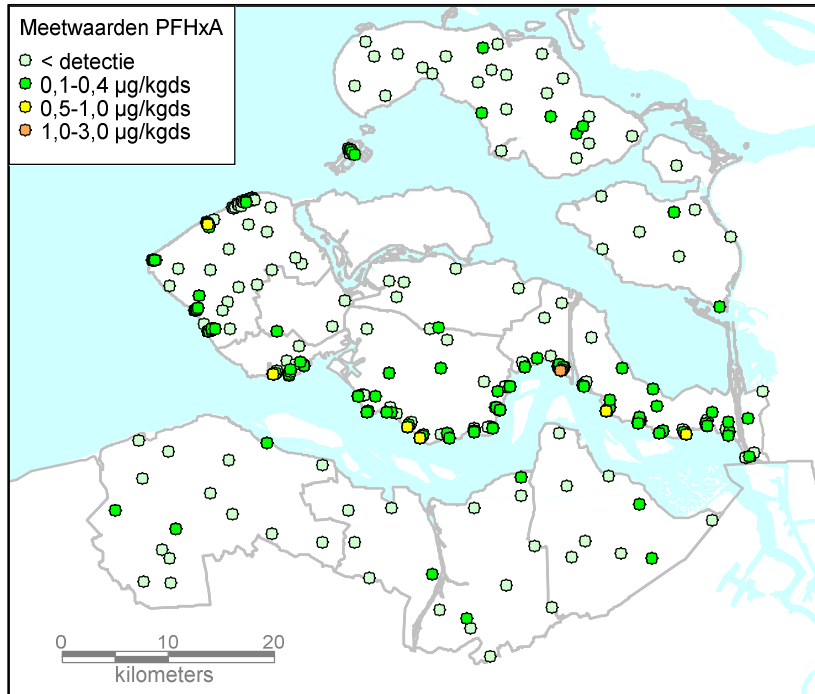 Meetwaarden PFHxA
< detectie
0,1-0,4 µg/kgds
0,5-1,0 µg/kgds
1,0-3,0 µg/kgds
0 10 20
kilometers